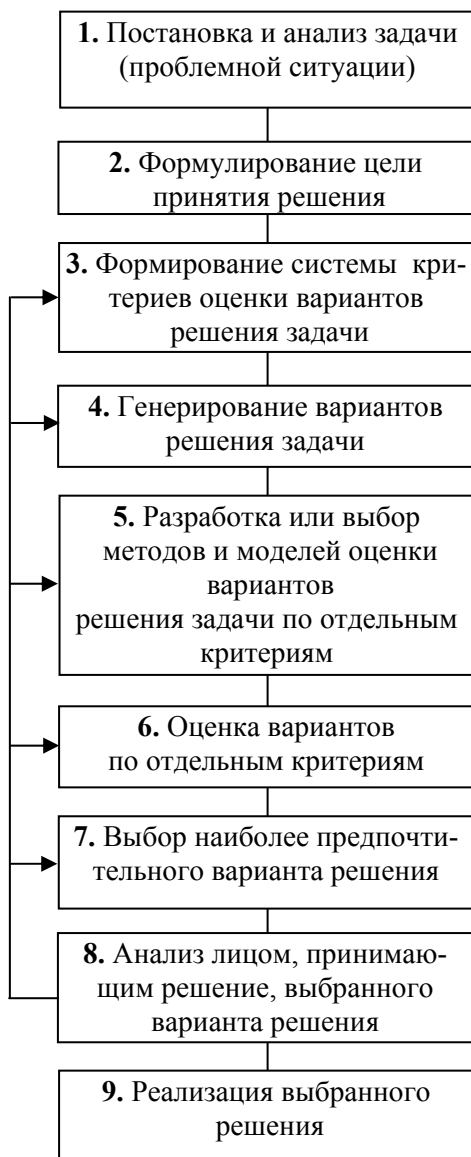 1. Постановка и анализ задачи
(проблемной ситуации)
2. Формулирование цели
принятия решения
3. Формирование системы кри-
териев оценки вариантов
решения задачи
4. Генерирование вариантов
решения задачи
5. Разработка или выбор
методов и моделей оценки
вариантов
решения задачи по отдельным
критериям
6. Оценка вариантов
по отдельным критериям
7. Выбор наиболее предпочти-
тельного варианта решения
8. Анализ лицом, принимаю-
щим решение, выбранного
варианта решения
9. Реализация выбранного
решения